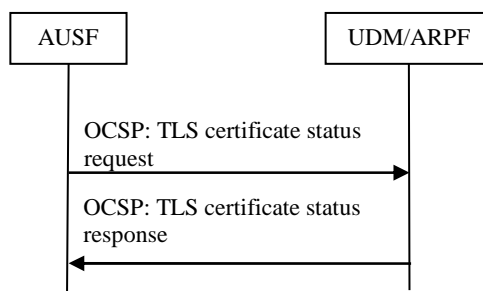 AUSF
UDM/ARPF
OCSP: TLS certificate status
request
OCSP: TLS certificate status
response